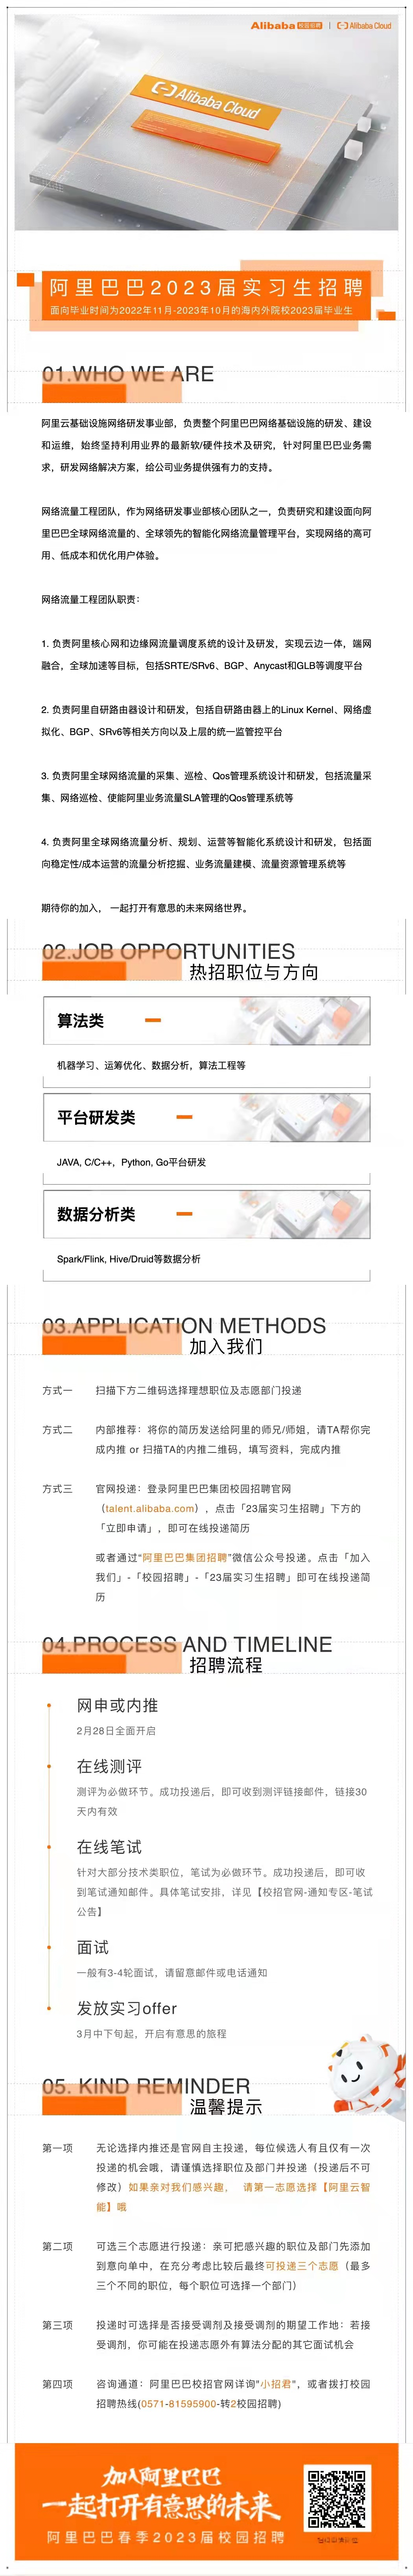 Alibaba 校园招聘 | Alibaba Cloud
Alibaba Cloud
阿里巴巴2023届实习生招聘
面向毕业时间为2022年11月-2023年10月的海内外院校2023届毕业生
01.WHO WE ARE
阿里云基础设施网络研发事业部，负责整个阿里巴巴网络基础设施的研发、建设
和运维，始终坚持利用业界的最新软/硬件技术及研究，针对阿里巴巴业务需
求，研发网络解决方案，给公司业务提供强有力的支持。
网络流量工程团队，作为网络研发事业部核心团队之一，负责研究和建设面向阿
里巴巴全球网络流量的、全球领先的智能化网络流量管理平台，实现网络的高可
用、低成本和优化用户体验。
网络流量工程团队职责：
1. 负责阿里核心网和边缘网流量调度系统的设计及研发，实现云边一体，端网
融合，全球加速等目标，包括SRTE/SRv6、BGP、Anycast和GLB等调度平台
2. 负责阿里自研路由器设计和研发，包括自研路由器上的Linux Kernel、网络虚
拟化、BGP、SRv6等相关方向以及上层的统一监管控平台
3. 负责阿里全球网络流量的采集、巡检、Qos管理系统设计和研发，包括流量采
集、网络巡检、使能阿里业务流量SLA管理的Qos管理系统等
4. 负责阿里全球网络流量分析、规划、运营等智能化系统设计和研发，包括面
向稳定性/成本运营的流量分析挖掘、业务流量建模、流量资源管理系统等
期待你的加入， 一起打开有意思的未来网络世界。
02.JOB OPPORTUNITIES
热招职位与方向
算法类
机器学习、运筹优化、数据分析，算法工程等
平台研发类
JAVA, C/C++，Python, Go平台研发
数据分析类
Spark/Flink, Hive/Druid等数据分析
03.APPLICATION METHODS
加入我们
方式一 扫描下方二维码选择理想职位及志愿部门投递
方式二 内部推荐：将你的简历发送给阿里的师兄/师姐，请TA帮你完
成内推 or 扫描TA的内推二维码，填写资料，完成内推
方式三 官网投递：登录阿里巴巴集团校园招聘官网
（talent.alibaba.com），点击「23届实习生招聘」下方的
「立即申请」，即可在线投递简历
或者通过“阿里巴巴集团招聘”微信公众号投递。点击「加入
我们」-「校园招聘」-「23届实习生招聘」即可在线投递简
历
04.PROCESS AND TIMELINE
招聘流程
网申或内推
2月28日全面开启
在线测评
测评为必做环节。成功投递后，即可收到测评链接邮件，链接30
天内有效
在线笔试
针对大部分技术类职位，笔试为必做环节。成功投递后，即可收
到笔试通知邮件。具体笔试安排，详见【校招官网-通知专区-笔试
公告】
面试
一般有3-4轮面试，请留意邮件或电话通知
发放实习offer
3月中下旬起，开启有意思的旅程
05. KIND REMINDER
温馨提示
第一项 无论选择内推还是官网自主投递，每位候选人有且仅有一次
投递的机会哦，请谨慎选择职位及部门并投递（投递后不可
修改）如果亲对我们感兴趣， 请第一志愿选择【阿里云智
能】哦
第二项 可选三个志愿进行投递：亲可把感兴趣的职位及部门先添加
到意向单中，在充分考虑比较后最终可投递三个志愿（最多
三个不同的职位，每个职位可选择一个部门）
第三项 投递时可选择是否接受调剂及接受调剂的期望工作地：若接
受调剂，你可能在投递志愿外有算法分配的其它面试机会
第四项 咨询通道：阿里巴巴校招官网详询“小招君”，或者拨打校园
招聘热线(0571-81595900-转2校园招聘)
加入阿里巴巴
一起打开有意思的未来
阿里巴巴春季2023届校园招聘